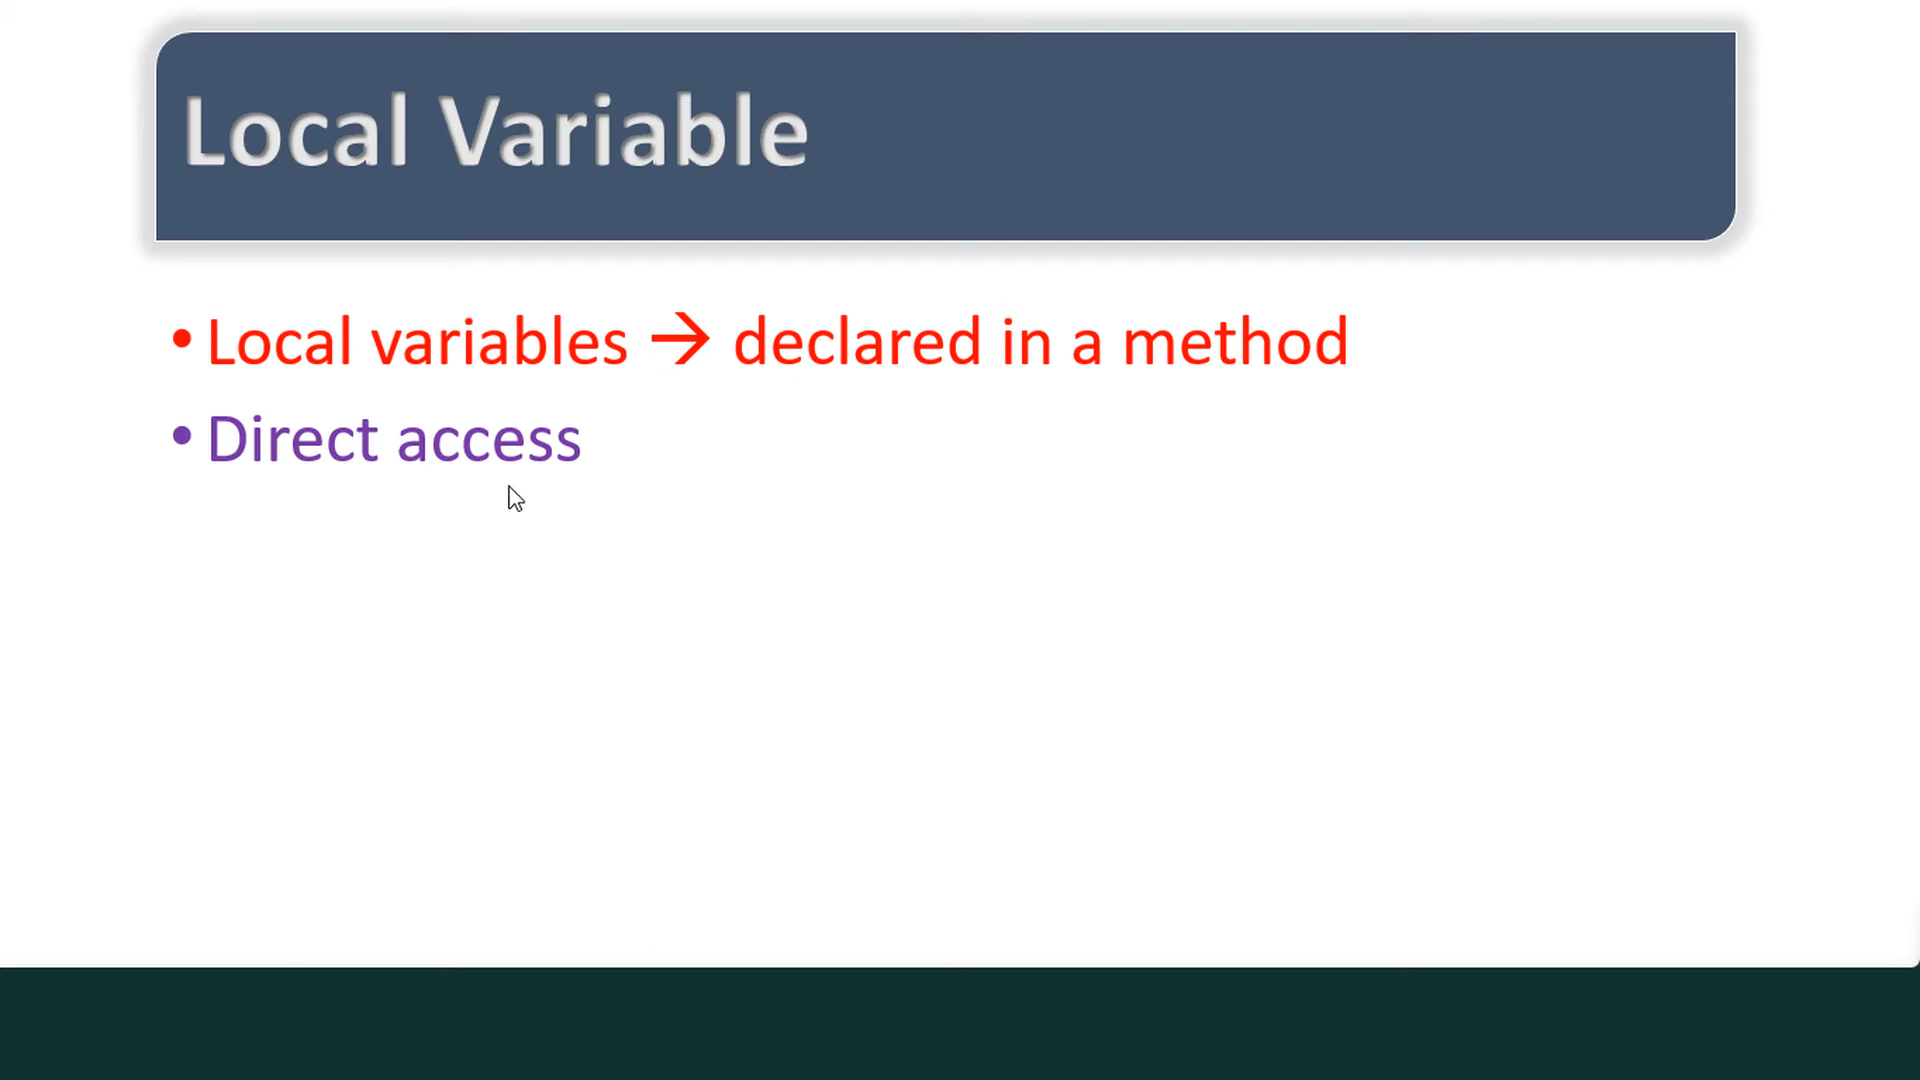 Local Variable
• Local variables → declared in a method
• Direct access